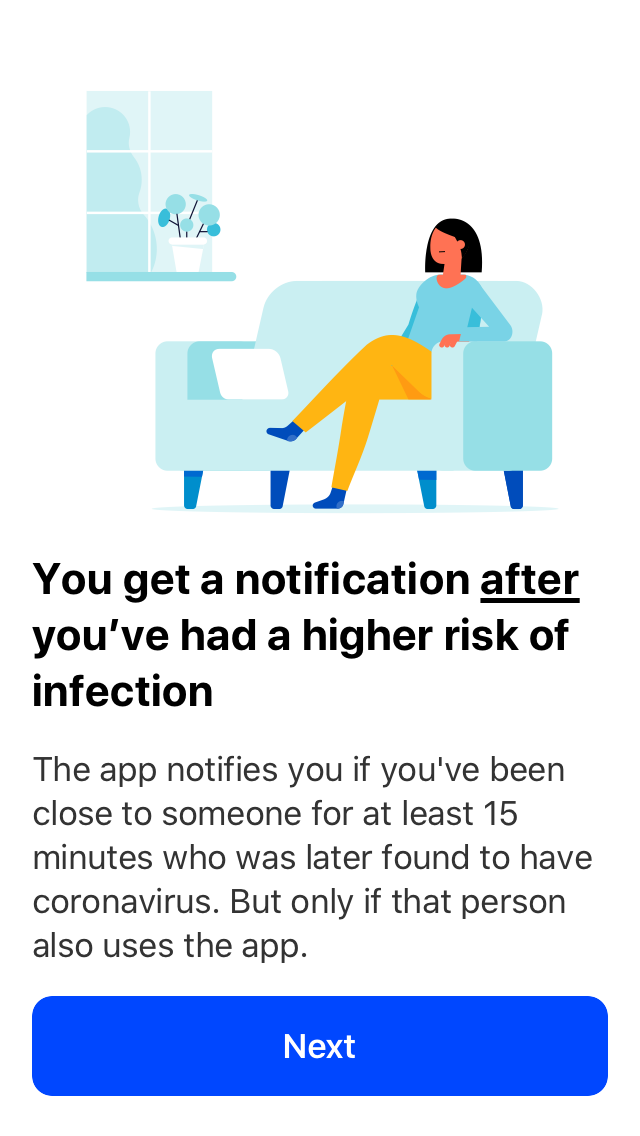 You get a notification after
you’ve had a higher risk of
infection
The app notifies you if you've been
close to someone for at least 15
minutes who was later found to have
coronavirus. But only if that person
also uses the app.
Next